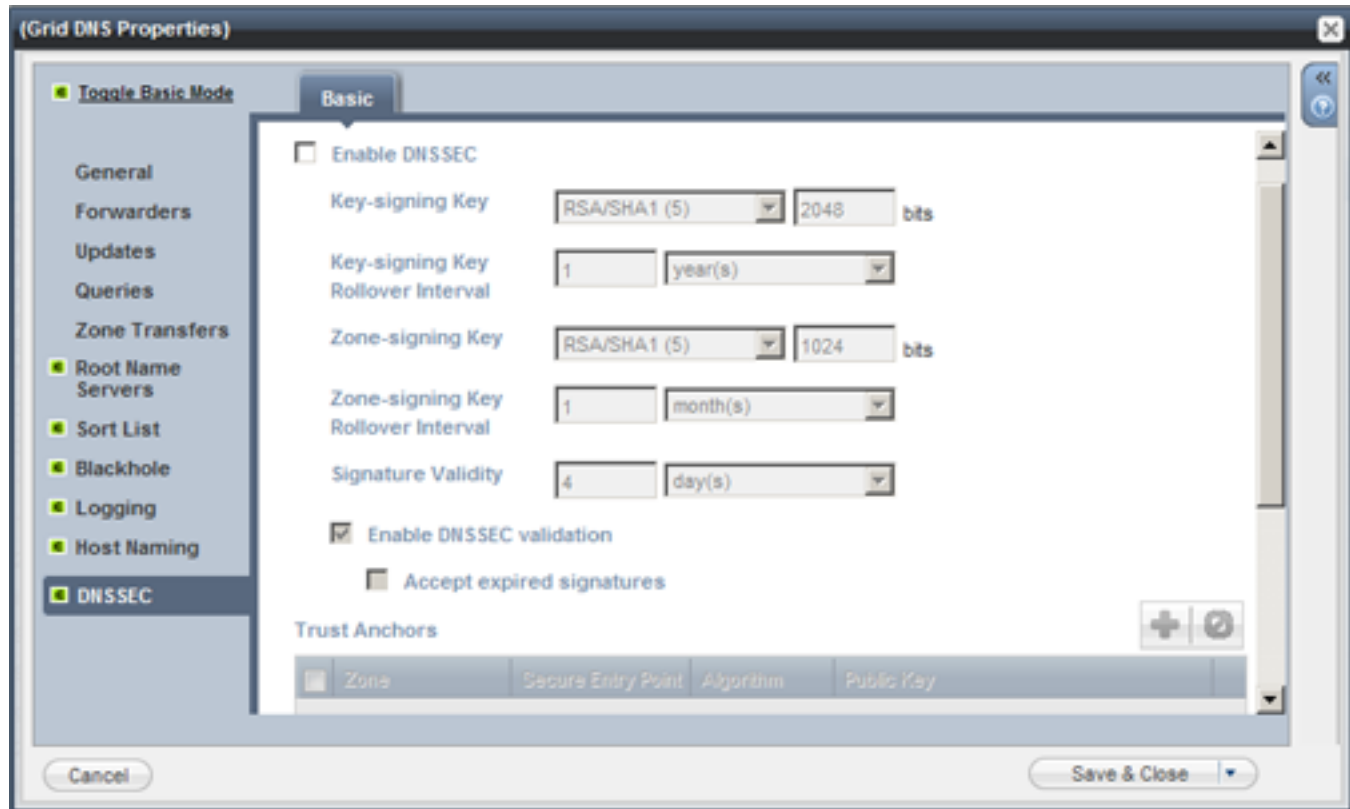 (Grid DNS Properties)
Toggle Basic Mode
General
Forwarders
Updates
Queries
Zone Transfers
Root Name
Servers
Sort List
Blackhole
Logging
Host Naming
DNSSEC
Basic
Enable DNSSEC
Key-signing Key RSA/SHA1 (5) 2048 bits
Key-signing Key
Rollover Interval
1 year(s)
Zone-signing Key RSA/SHA1 (5) 1024 bits
Zone-signing Key
Rollover Interval
1 month(s)
Signature Validity 4 day(s)
Enable DNSSEC validation
Accept expired signatures
Trust Anchors
Zone Secure Entry Point Algorithm Public Key
Cancel Save & Close